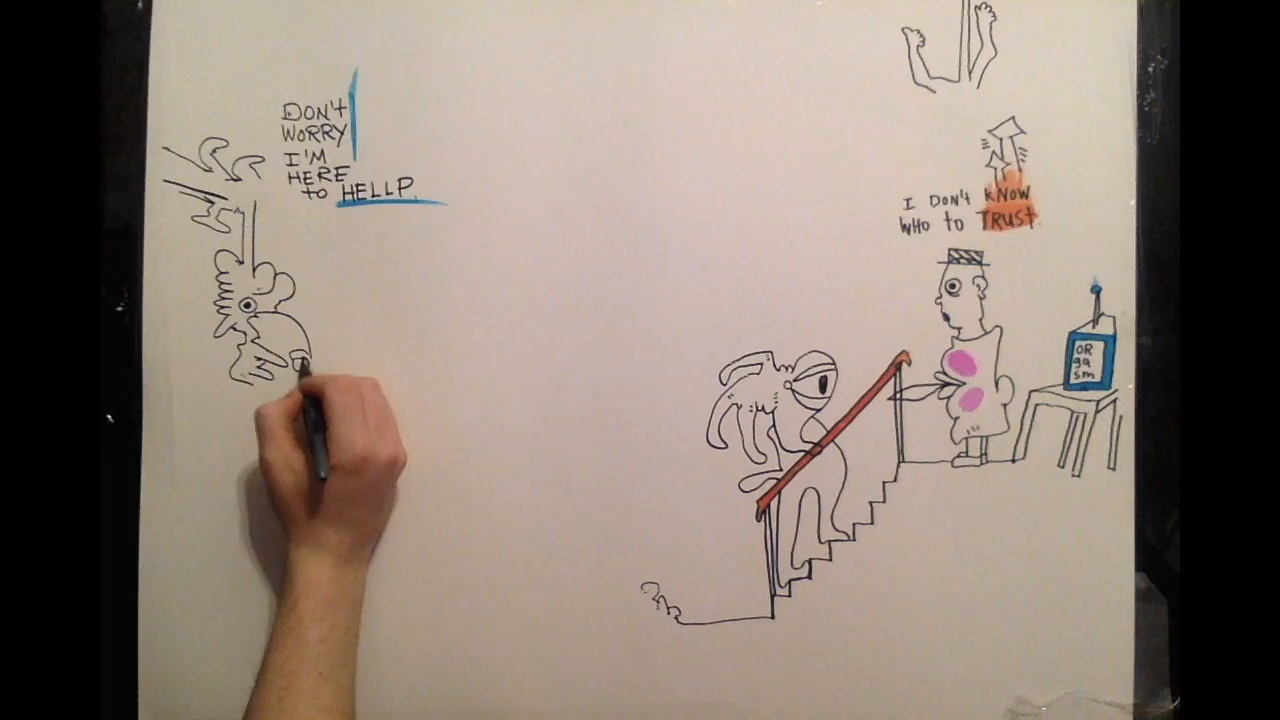 DON'T
WORRY
I'M
HERE
to HELLP.
I DON't KNOW
WHO to TRUST.
OR
ga
sm